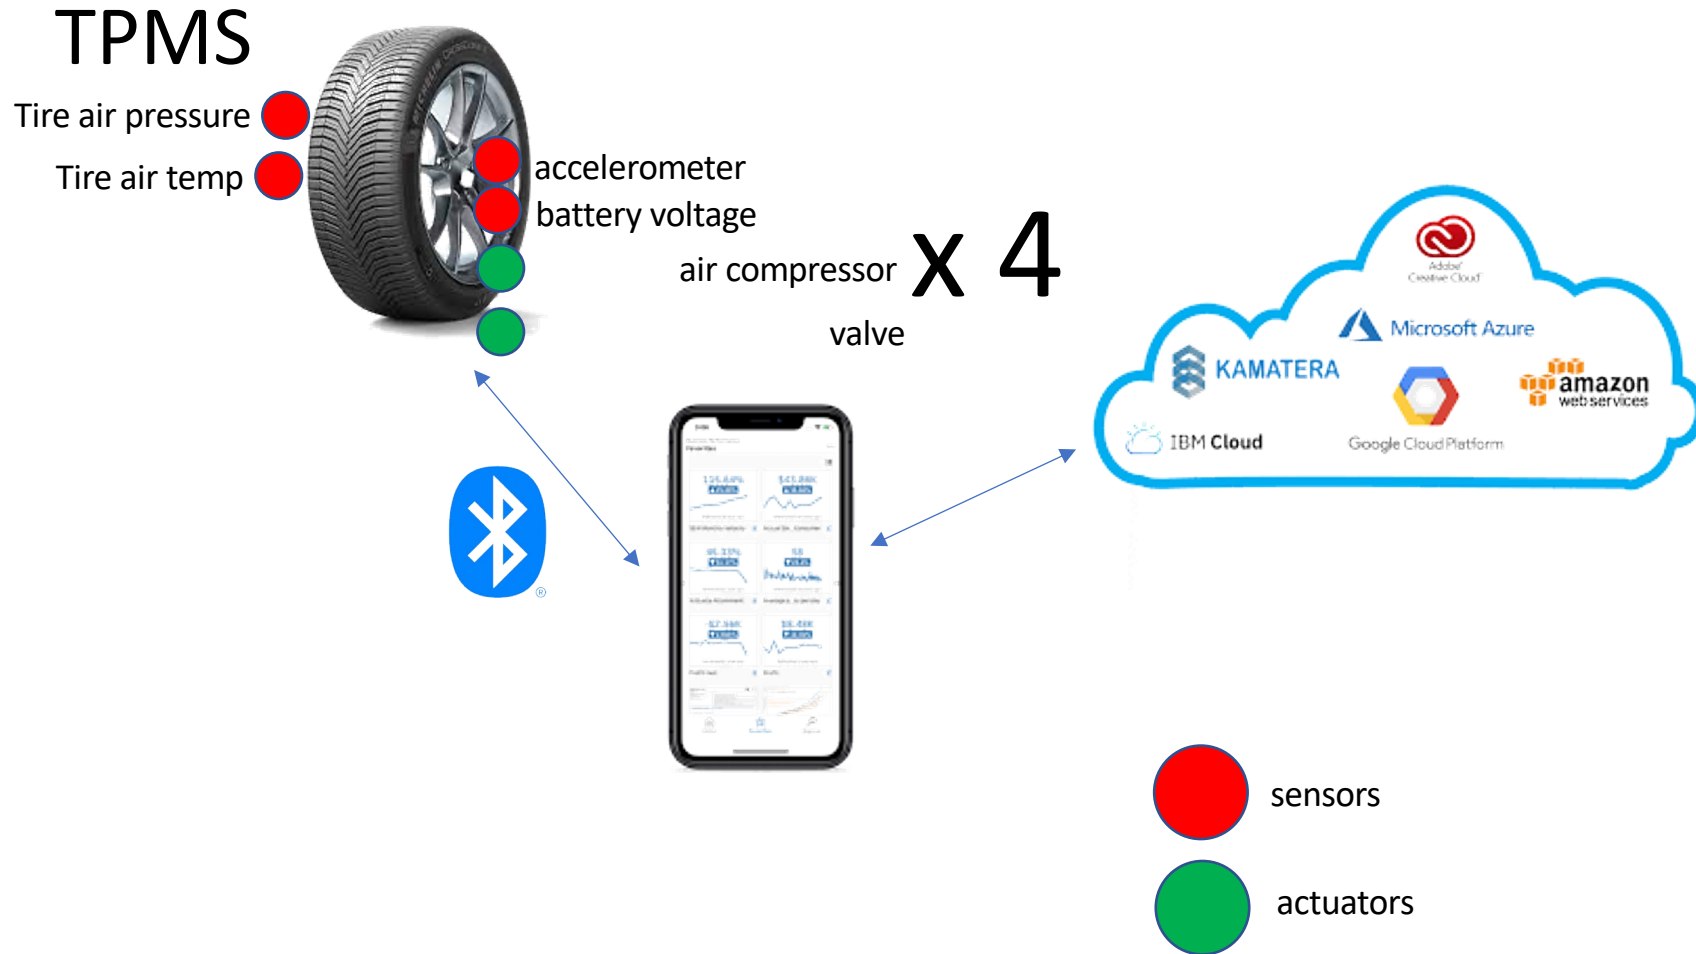 TPMS
Tire air pressure
Tire air temp
accelerometer
battery voltage
air compressor
x 4
valve
Adobe
Creative Cloud
Microsoft Azure
KAMATERA
amazon
web services
IBM Cloud
Google Cloud Platform
®
sensors
actuators